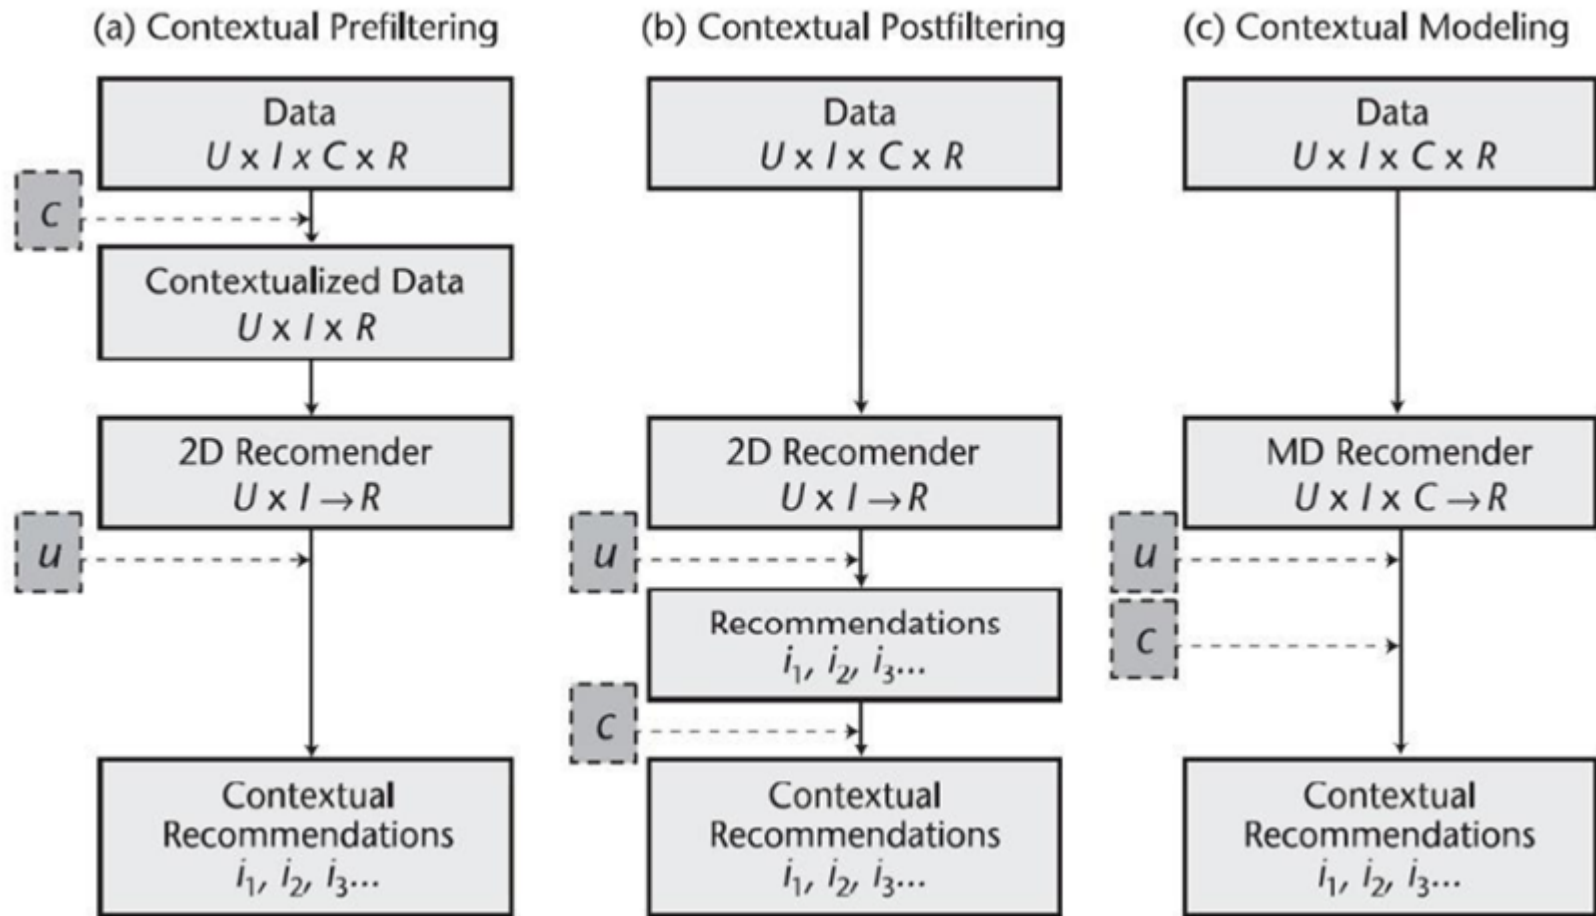 (a) Contextual Prefiltering
Data
U x I x C x R
c
Contextualized Data
U x I x R
2D Recomender
U x I → R
u
Contextual
Recommendations
i₁, i₂, i₃...
(b) Contextual Postfiltering
Data
U x I x C x R
2D Recomender
U x I → R
u
Recommendations
i₁, i₂, i₃...
c
Contextual
Recommendations
i₁, i₂, i₃...
(c) Contextual Modeling
Data
U x I x C x R
MD Recomender
U x I x C → R
u
c
Contextual
Recommendations
i₁, i₂, i₃...